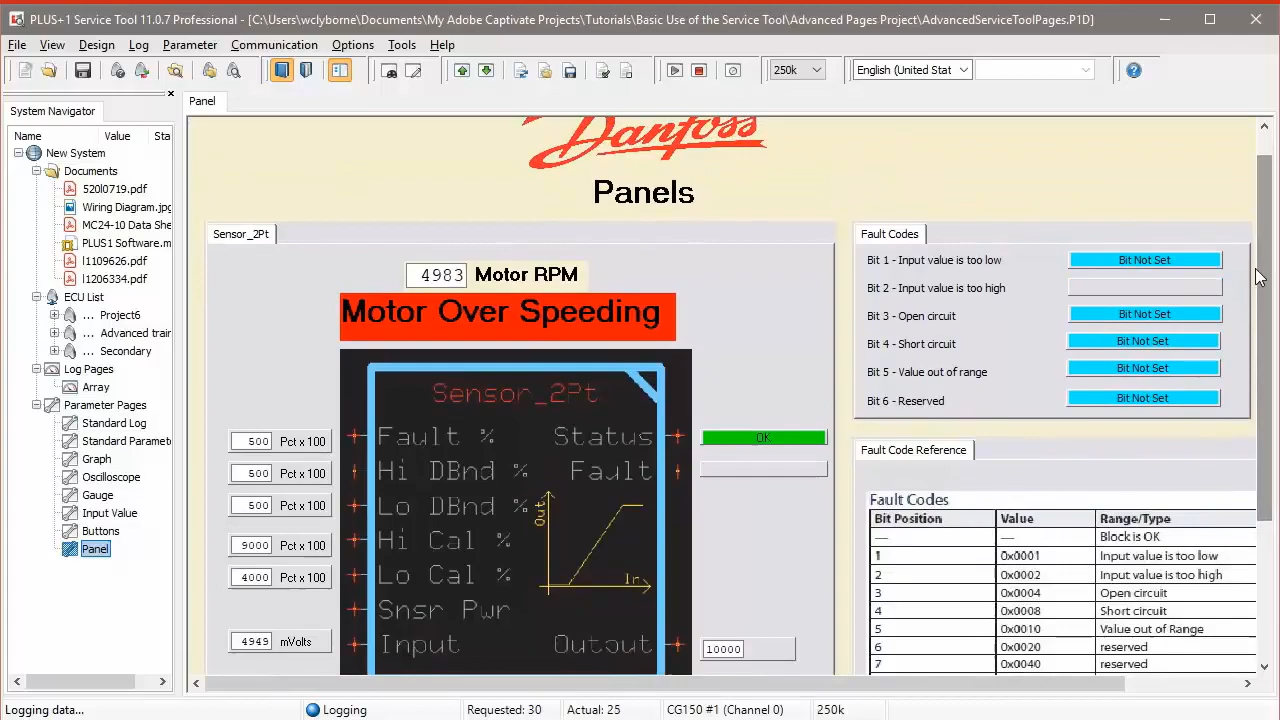 PLUS+1 Service Tool 11.0.7 Professional - [C:\Users\wclyborne\Documents\My Adobe Captivate Projects\Tutorials\Basic Use of the Service Tool\Advanced Pages Project\AdvancedServiceToolPages.P1D]
File View Design Log Parameter Communication Options Tools Help
250k English (United Stat
System Navigator
Panel
Name Value Sta
New System
Documents
520l0719.pdf
Wiring Diagram.jpg
MC24-10 Data She
PLUS1 Software.m
l1109626.pdf
l1206334.pdf
ECU List
... Project6
... Advanced train
... Secondary
Log Pages
Array
Parameter Pages
Standard Log
Standard Paramete
Graph
Oscilloscope
Gauge
Input Value
Buttons
Panel
Danfoss
Panels
Sensor_2Pt
4983 Motor RPM
Motor Over Speeding
Sensor_2Pt
500 Pct x 100 Fault % Status OK
500 Pct x 100 Hi DBnd % Fault
500 Pct x 100 Lo DBnd %
9000 Pct x 100 Hi Cal %
4000 Pct x 100 Lo Cal %
Out In
Snsr Pwr
4949 mVolts Input Output 10000
Fault Codes
Bit 1 - Input value is too low Bit Not Set
Bit 2 - Input value is too high
Bit 3 - Open circuit Bit Not Set
Bit 4 - Short circuit Bit Not Set
Bit 5 - Value out of range Bit Not Set
Bit 6 - Reserved Bit Not Set
Fault Code Reference
Fault Codes
Bit Position Value Range/Type
— — Block is OK
1 0x0001 Input value is too low
2 0x0002 Input value is too high
3 0x0004 Open circuit
4 0x0008 Short circuit
5 0x0010 Value out of Range
6 0x0020 reserved
7 0x0040 reserved
Logging data... Logging Requested: 30 Actual: 25 CG150 #1 (Channel 0) 250k